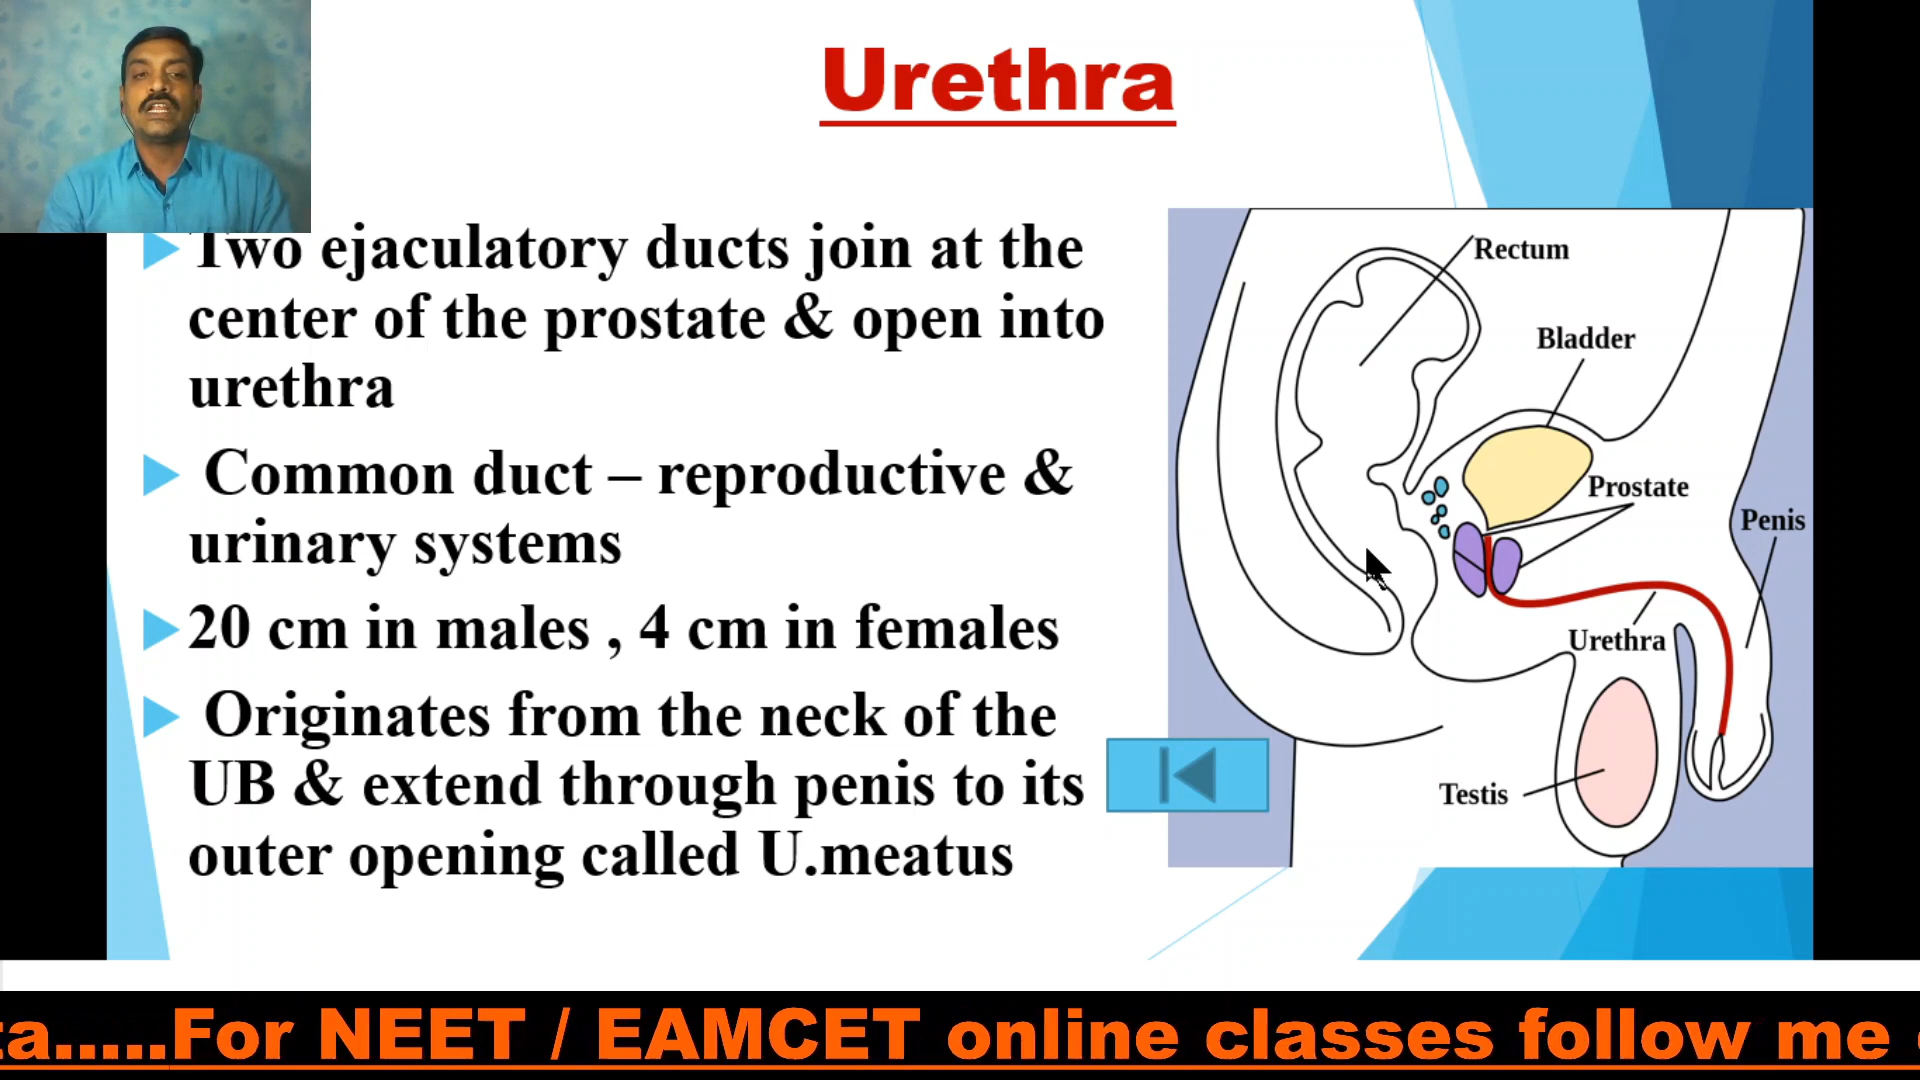 Urethra
Two ejaculatory ducts join at the
center of the prostate & open into
urethra
Common duct – reproductive &
urinary systems
20 cm in males , 4 cm in females
Originates from the neck of the
UB & extend through penis to its
outer opening called U.meatus
Rectum
Bladder
Prostate
Penis
Urethra
Testis
ta.....For NEET / EAMCET online classes follow me